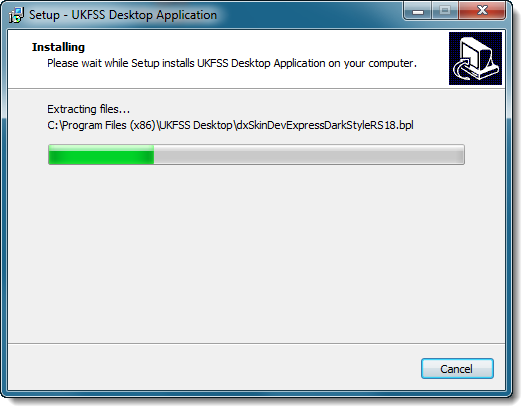 Setup - UKFSS Desktop Application
Installing
Please wait while Setup installs UKFSS Desktop Application on your computer.
Extracting files...
C:\Program Files (x86)\UKFSS Desktop\dxSkinDevExpressDarkStyleRS18.bpl
Cancel